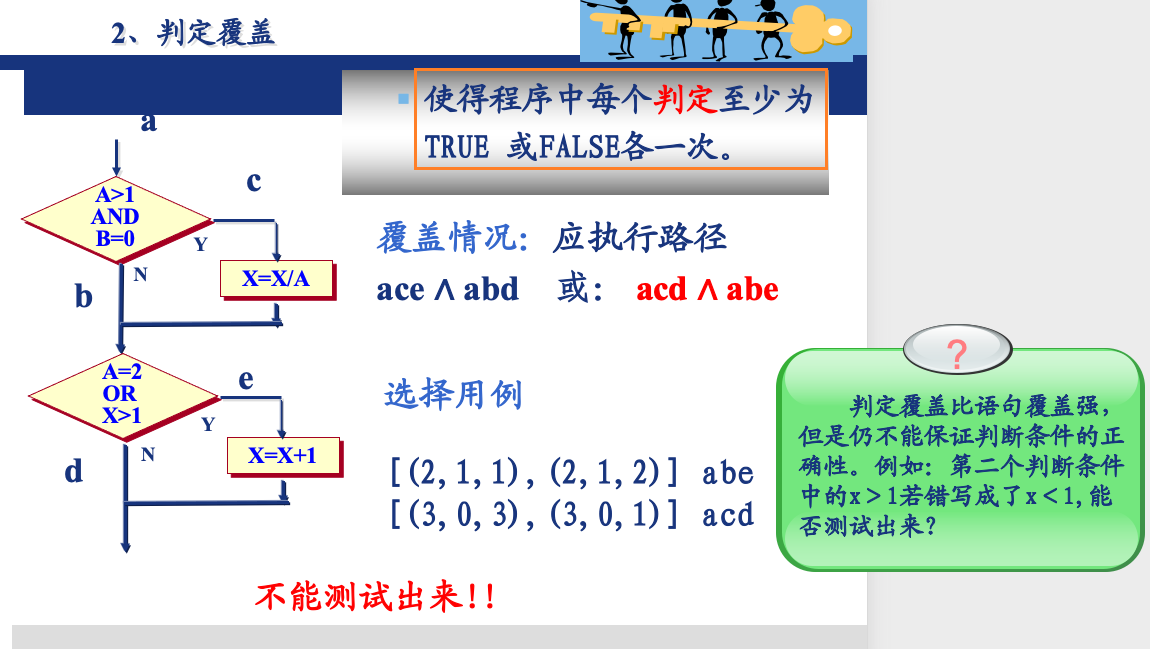 2、判定覆盖
使得程序中每个判定至少为
TRUE 或FALSE各一次。
a
c
A>1
AND
B=0
Y
N
X=X/A
b
覆盖情况：应执行路径
ace ∧ abd 或： acd ∧ abe
A=2
OR
X>1
e
Y
N
X=X+1
d
选择用例
[(2,1,1),(2,1,2)] abe
[(3,0,3),(3,0,1)] acd
不能测试出来!!
?
判定覆盖比语句覆盖强，
但是仍不能保证判断条件的正
确性。例如：第二个判断条件
中的x＞1若错写成了x＜1,能
否测试出来？